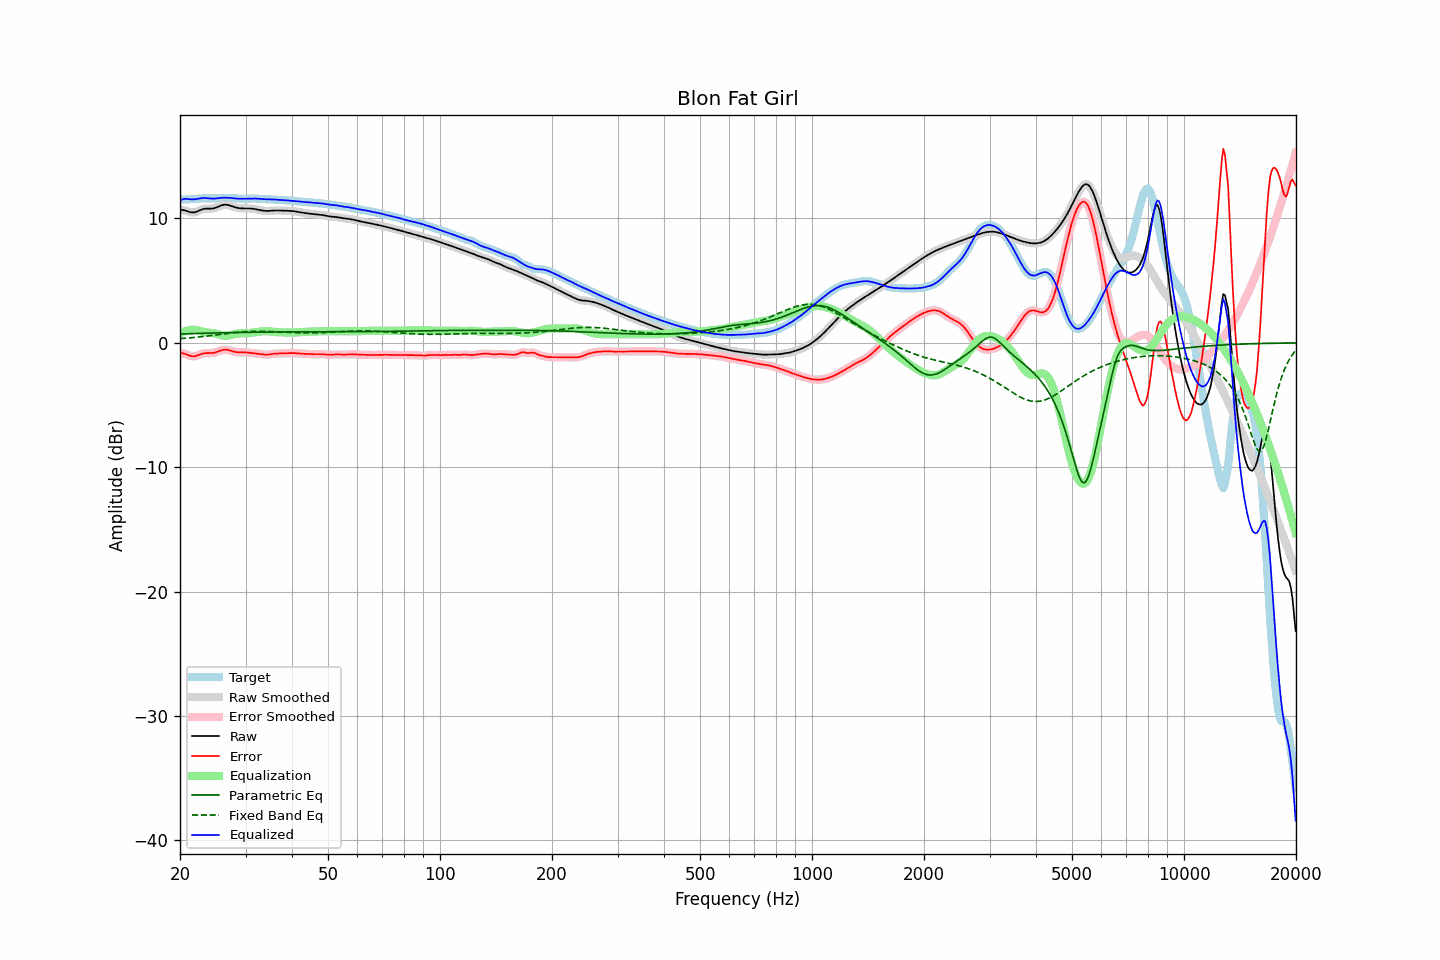 Blon Fat Girl
Amplitude (dBr)
10
0
−10
−20
−30
−40
Target
Raw Smoothed
Error Smoothed
Raw
Error
Equalization
Parametric Eq
Fixed Band Eq
Equalized
20 50 100 200 500 1000 2000 5000 10000 20000
Frequency (Hz)